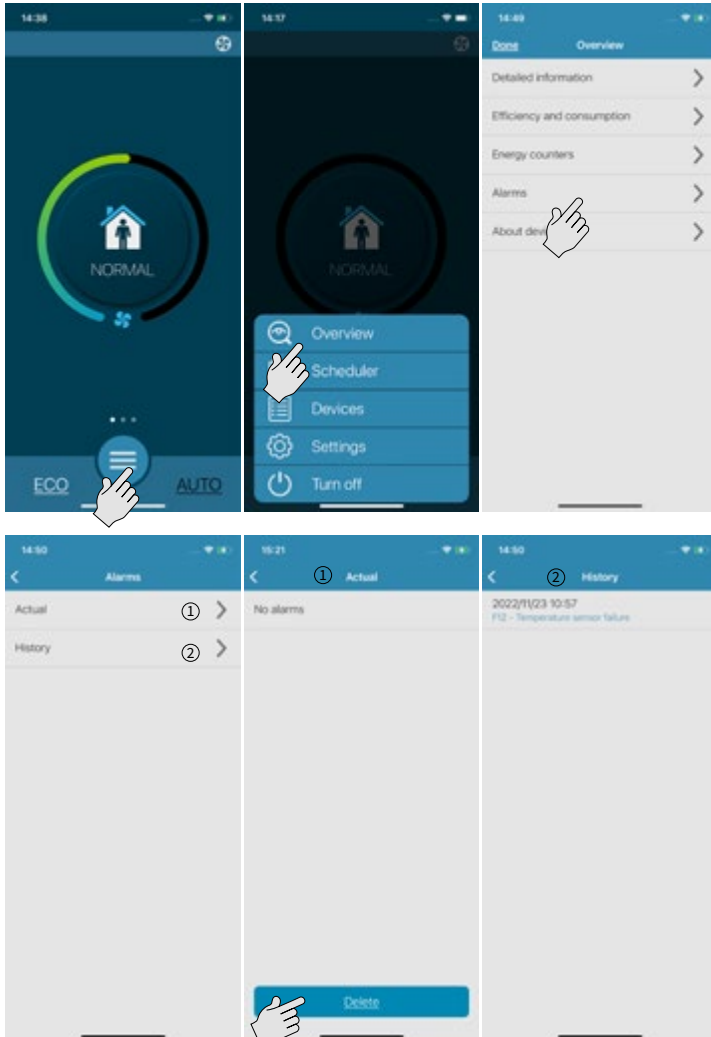 14:38
NORMAL
ECO
AUTO
14:17
NORMAL
Overview
Scheduler
Devices
Settings
Turn off
14:49
Done Overview
Detailed information
Efficiency and consumption
Energy counters
Alarms
About devi
14:50
Alarms
Actual ①
History ②
15:21
① Actual
No alarms
Delete
14:50
② History
2022/11/23 10:57
F12 - Temperature sensor failure